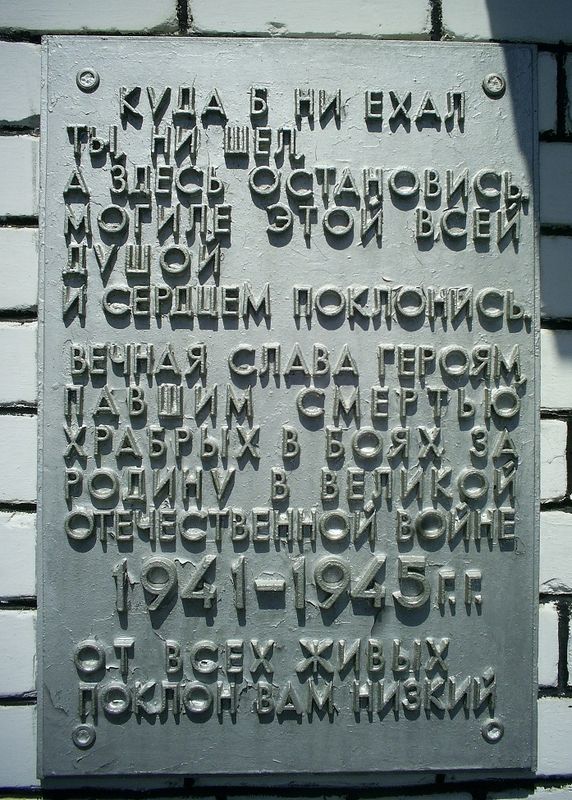 КУДА Б НИ ЕХАЛ
ТЫ, НИ ШЕЛ,
А ЗДЕСЬ ОСТАНОВИСЬ,
МОГИЛЕ ЭТОЙ ВСЕЙ
ДУШОЙ
И СЕРДЦЕМ ПОКЛОНИСЬ.
ВЕЧНАЯ СЛАВА ГЕРОЯМ,
ПАВШИМ СМЕРТЬЮ
ХРАБРЫХ В БОЯХ ЗА
РОДИНУ В ВЕЛИКОЙ
ОТЕЧЕСТВЕННОЙ ВОЙНЕ
1941-1945 г.г.
ОТ ВСЕХ ЖИВЫХ
ПОКЛОН ВАМ НИЗКИЙ